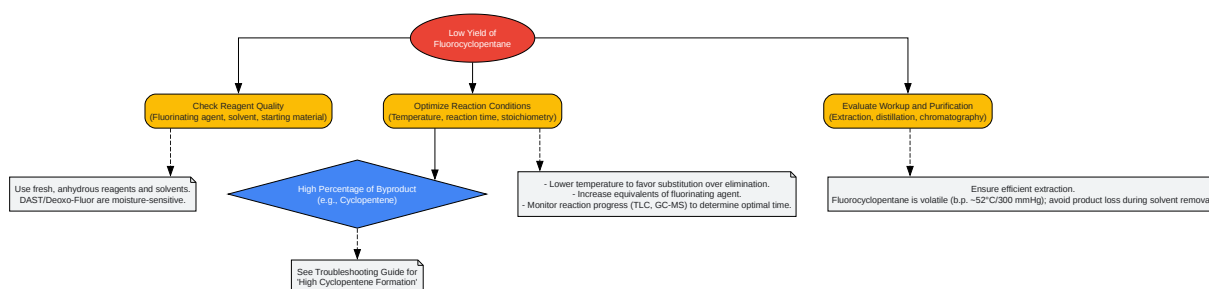 Low Yield of
Fluorocyclopentane
Check Reagent Quality
(Fluorinating agent, solvent, starting material)
Optimize Reaction Conditions
(Temperature, reaction time, stoichiometry)
Evaluate Workup and Purification
(Extraction, distillation, chromatography)
Use fresh, anhydrous reagents and solvents.
DAST/Deoxo-Fluor are moisture-sensitive.
High Percentage of Byproduct
(e.g., Cyclopentene)
- Lower temperature to favor substitution over elimination.
- Increase equivalents of fluorinating agent.
- Monitor reaction progress (TLC, GC-MS) to determine optimal time.
Ensure efficient extraction.
Fluorocyclopentane is volatile (b.p. ~52°C/300 mmHg); avoid product loss during solvent removal
See Troubleshooting Guide for
'High Cyclopentene Formation'